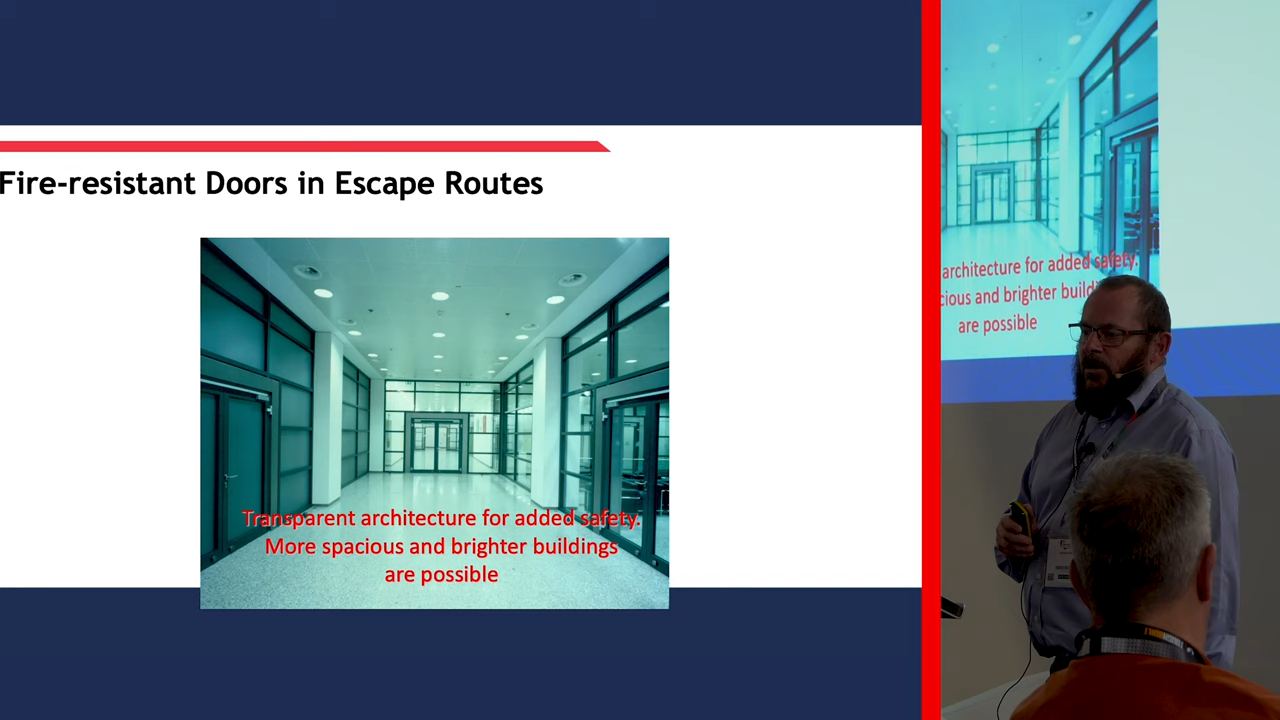 Fire-resistant Doors in Escape Routes
Transparent architecture for added safety.
More spacious and brighter buildings
are possible
architecture for added safety.
cious and brighter build
are possible